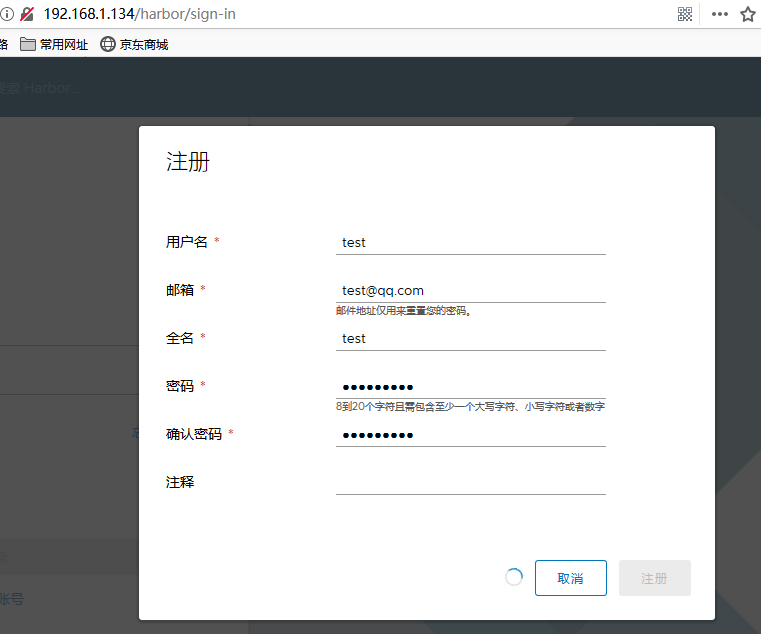 192.168.1.134/harbor/sign-in
路 常用网址 京东商城
搜索 Harbor...
注册
用户名 * test
邮箱 * test@qq.com
邮件地址仅用来重置您的密码。
全名 * test
密码 * ●●●●●●●●●
8到20个字符且需包含至少一个大写字符、小写字符或者数字
确认密码 * ●●●●●●●●●
注释
取消 注册
账号